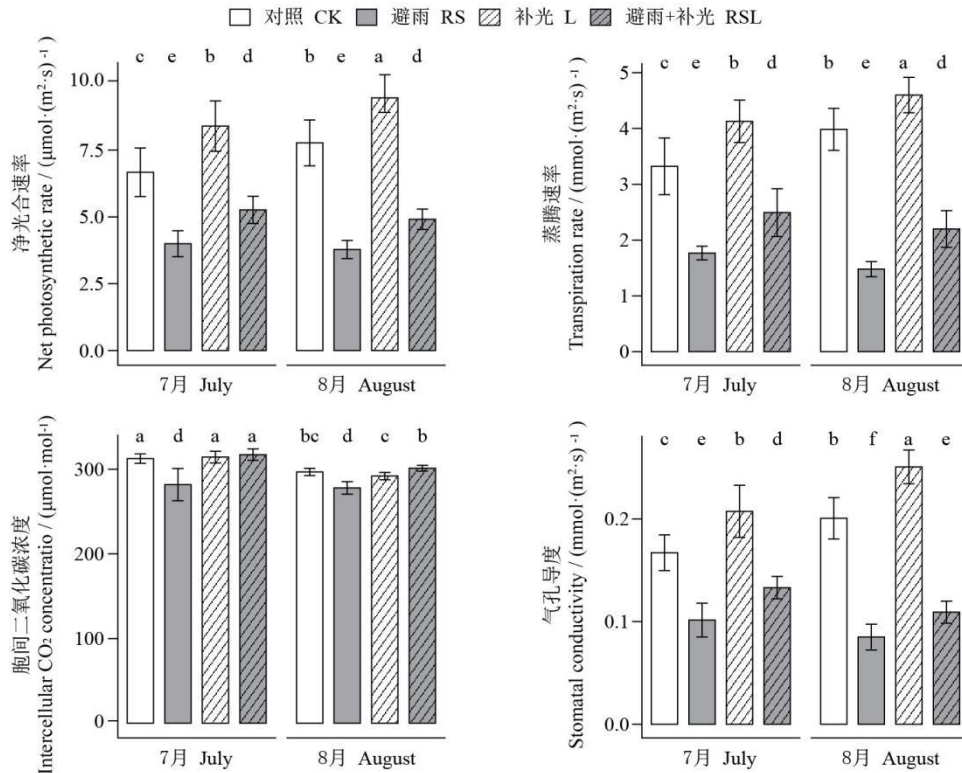 对照 CK 避雨 RS 补光 L 避雨+补光 RSL
净光合速率
Net photosynthetic rate / (μmol·(m²·s)⁻¹
10.0
7.5
5.0
2.5
0.0
c e b d b e a d
7月 July 8月 August
蒸腾速率
Transpiration rate / (mmol·(m²·s)⁻¹
5
4
3
2
1
0
c e b d b e a d
7月 July 8月 August
胞间二氧化碳浓度
Intercellular CO₂ concentratio / (μmol·mol⁻¹)
300
200
100
0
a d a a bc d c b
7月 July 8月 August
气孔导度
Stomatal conductivity / (mmol·(m²·s)⁻¹
0.2
0.1
0.0
c e b d b f a e
7月 July 8月 August